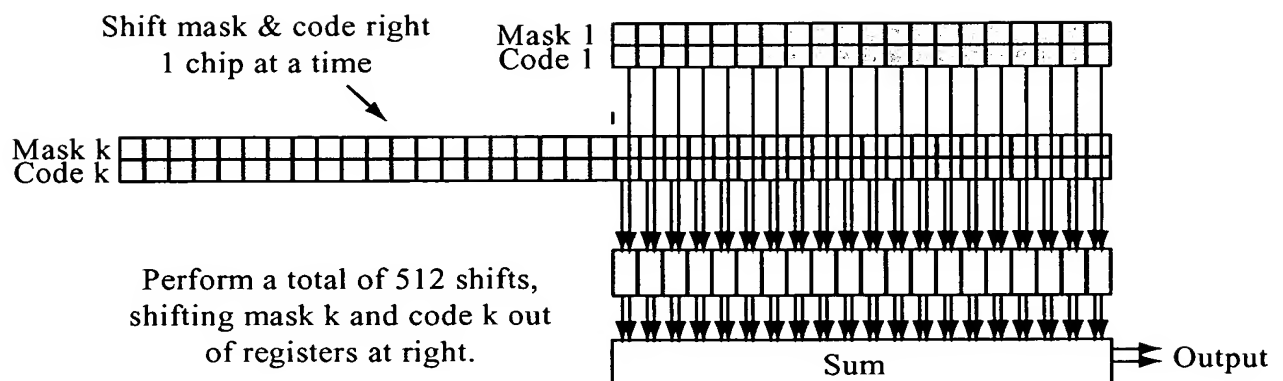 Shift mask & code right
1 chip at a time
Mask 1
Code 1
Mask k
Code k
Perform a total of 512 shifts,
shifting mask k and code k out
of registers at right.
Sum
Output